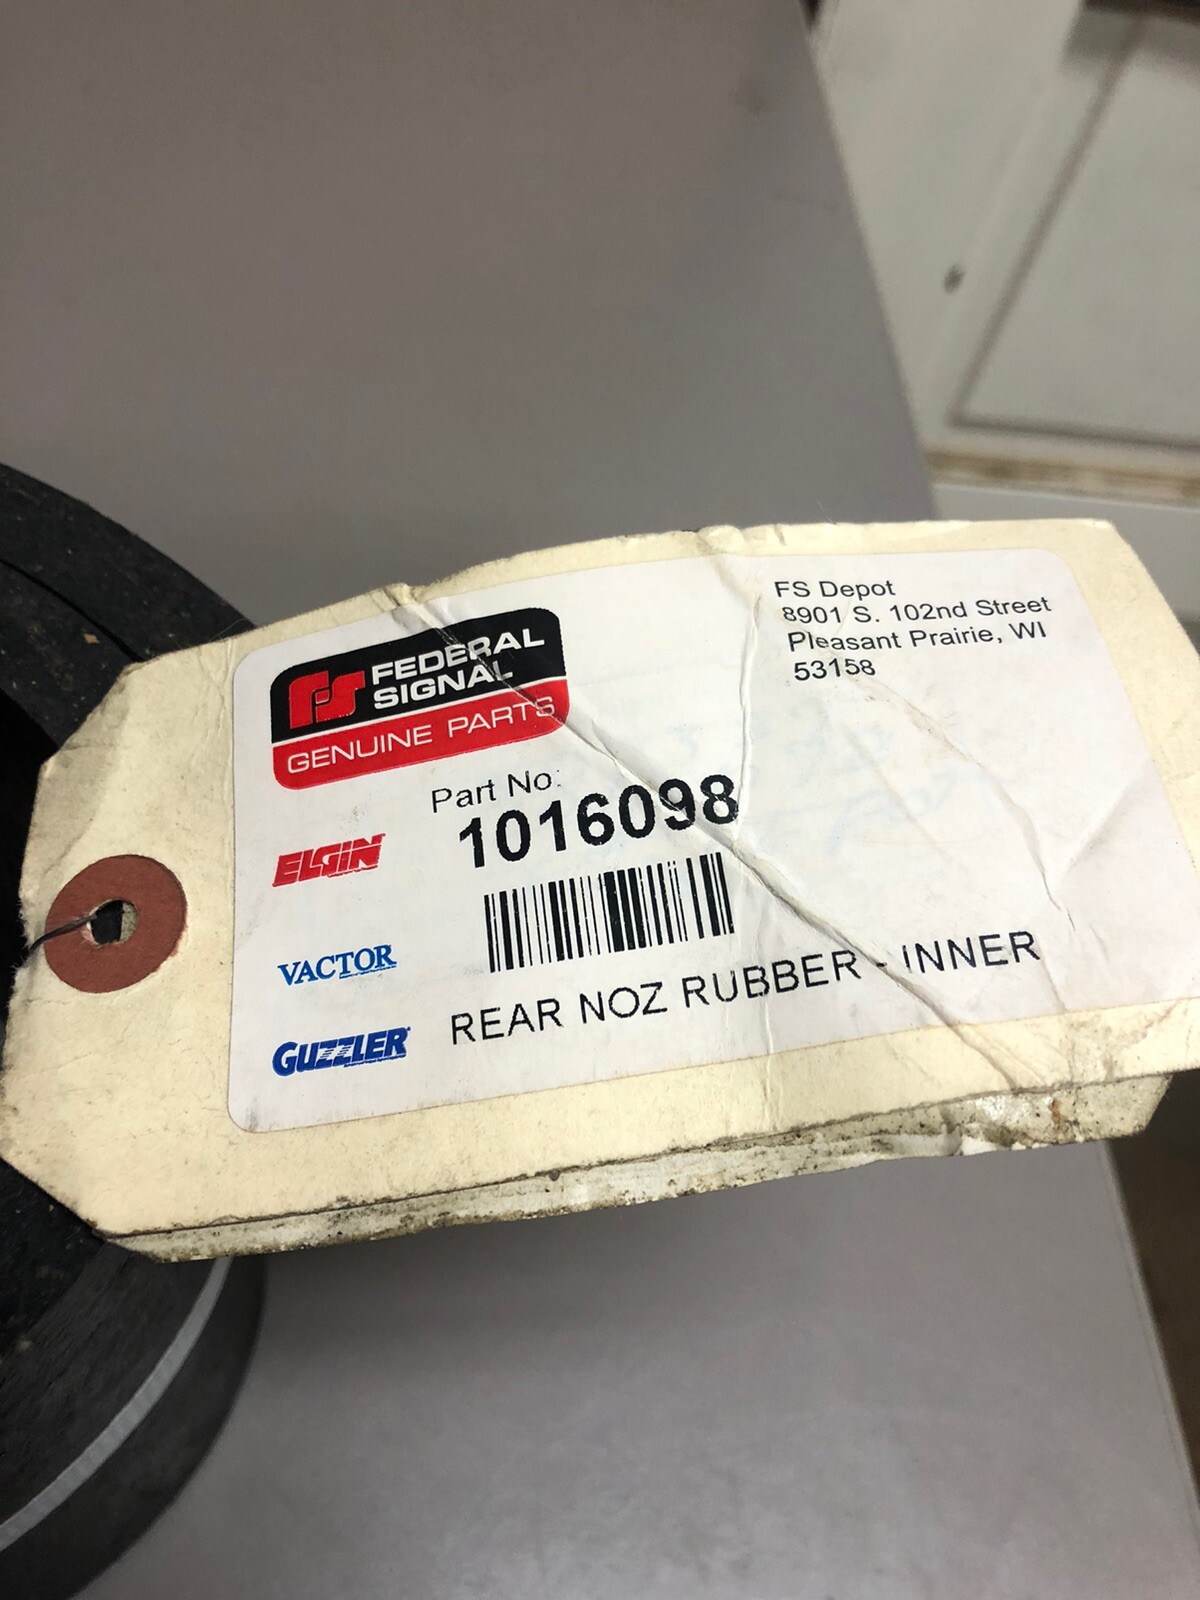 FS Depot
8901 S. 102nd Street
Pleasant Prairie, WI
53158
FS FEDERAL
SIGNAL
GENUINE PARTS
Part No:
1016098
ELGIN
VACTOR
GUZZLER
REAR NOZ RUBBER - INNER